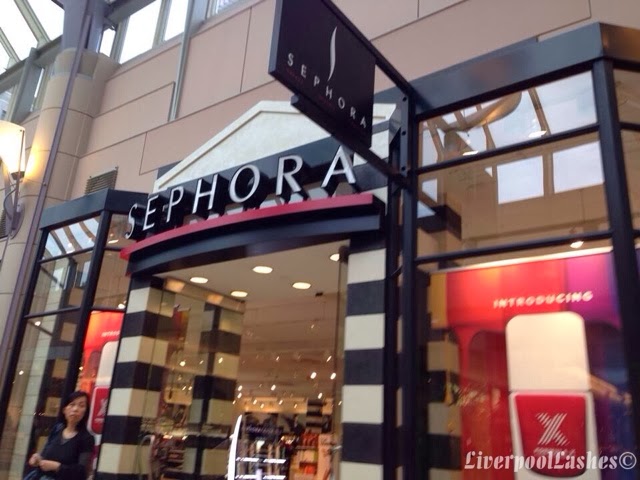 SEPHORA
SEPHORA
INTRODUCING
X
LiverpoolLashes©